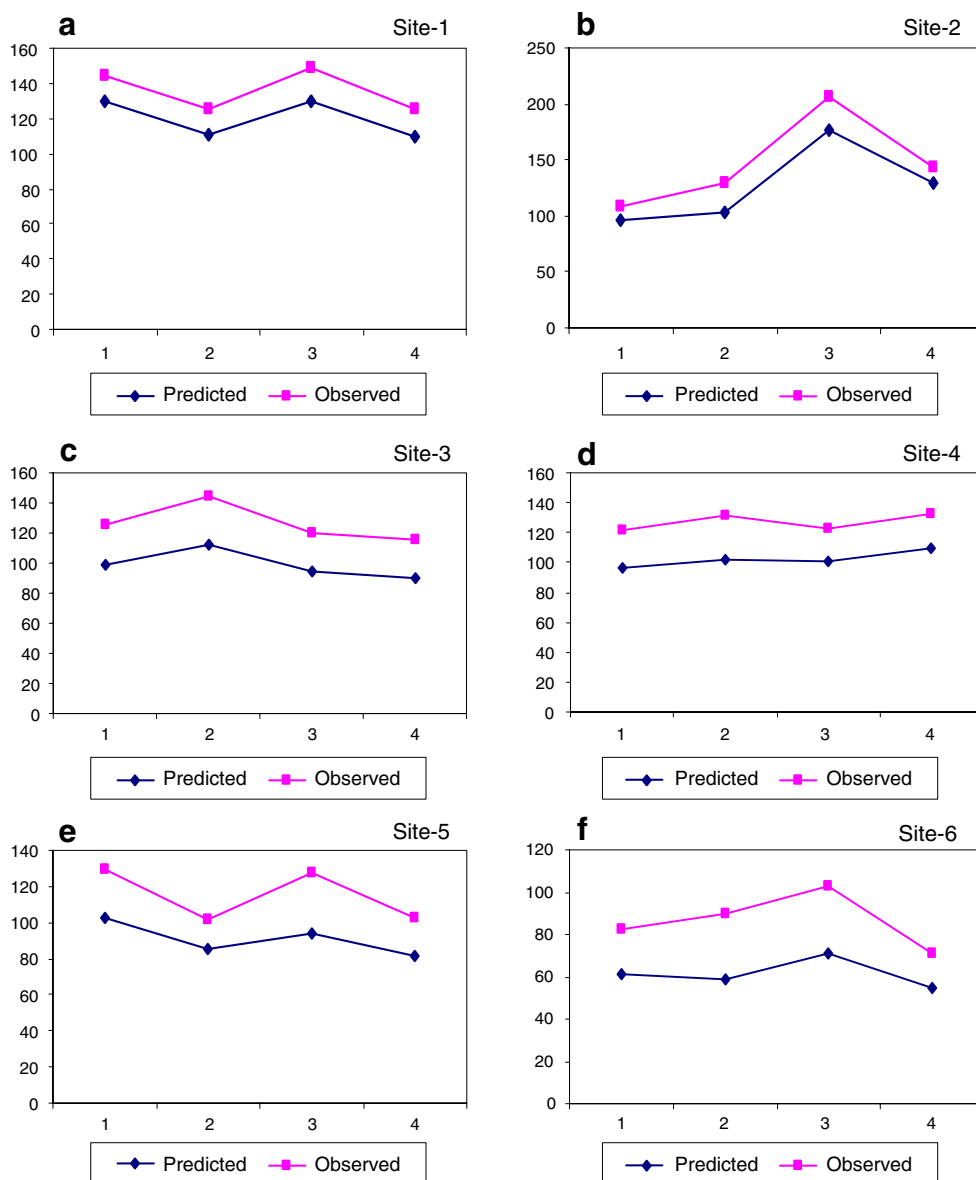 a Site-1
160
140
120
100
80
60
40
20
0
1 2 3 4
Predicted Observed
b Site-2
250
200
150
100
50
0
1 2 3 4
Predicted Observed
c Site-3
160
140
120
100
80
60
40
20
0
1 2 3 4
Predicted Observed
d Site-4
160
140
120
100
80
60
40
20
0
1 2 3 4
Predicted Observed
e Site-5
140
120
100
80
60
40
20
0
1 2 3 4
Predicted Observed
f Site-6
120
100
80
60
40
20
0
1 2 3 4
Predicted Observed